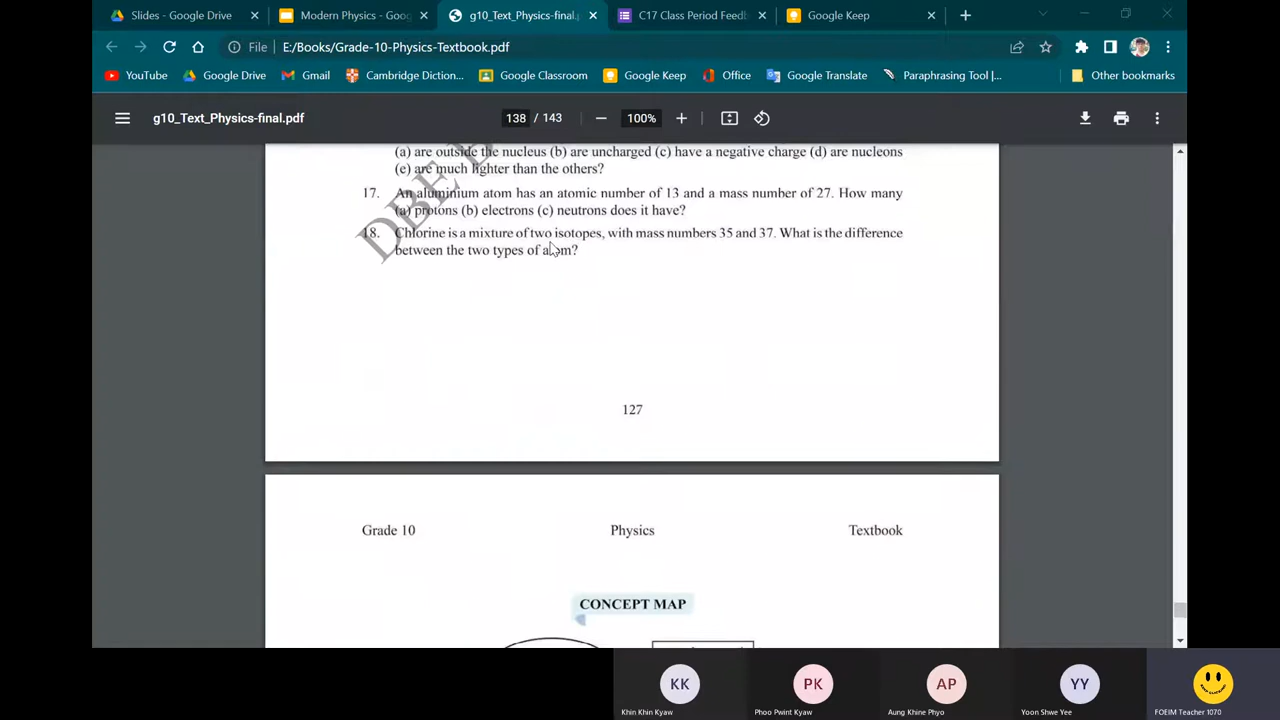 Slides - Google Drive
Modern Physics - Goog
g10_Text_Physics-final.p
C17 Class Period Feedb
Google Keep
File
E:/Books/Grade-10-Physics-Textbook.pdf
YouTube
Google Drive
Gmail
Cambridge Diction...
Google Classroom
Google Keep
Office
Google Translate
Paraphrasing Tool |...
Other bookmarks
g10_Text_Physics-final.pdf
138 / 143
100%
(a) are outside the nucleus (b) are uncharged (c) have a negative charge (d) are nucleons
(e) are much lighter than the others?
17. An aluminium atom has an atomic number of 13 and a mass number of 27. How many
(a) protons (b) electrons (c) neutrons does it have?
18. Chlorine is a mixture of two isotopes, with mass numbers 35 and 37. What is the difference
between the two types of atom?
DBE
127
Grade 10
Physics
Textbook
CONCEPT MAP
KK
PK
AP
YY
Khin Khin Kyaw
Phoo Pwint Kyaw
Aung Khine Phyo
Yoon Shwe Yee
FOEIM Teacher 1070